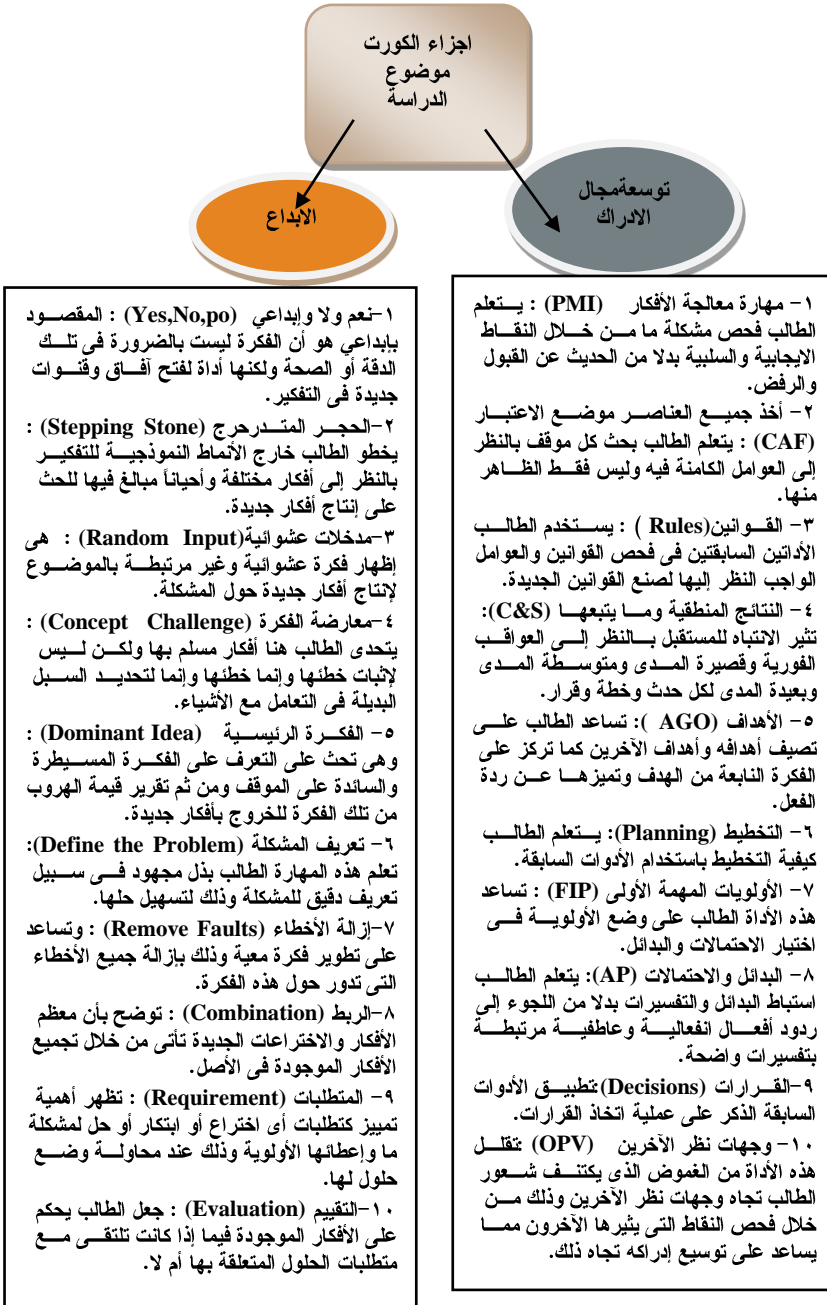 اجزاء الكورت
موضوع
الدراسة
توسعةمجال
الادراك
الابداع
١- مهارة معالجة الأفكار (PMI) : يتعلم
الطالب فحص مشكلة ما من خلال النقاط
الايجابية والسلبية بدلا من الحديث عن القبول
والرفض.
٢- أخذ جميع العناصر موضع الاعتبار
(CAF) : يتعلم الطالب بحث كل موقف بالنظر
إلى العوامل الكامنة فيه وليس فقط الظاهر
منها.
٣- القوانين(Rules ) : يستخدم الطالب
الأداتين السابقتين فى فحص القوانين والعوامل
الواجب النظر إليها لصنع القوانين الجديدة.
٤- النتائج المنطقية وما يتبعها (C&S):
تثير الانتباه للمستقبل بالنظر إلى العواقب
الفورية وقصيرة المدى ومتوسطة المدى
وبعيدة المدى لكل حدث وخطة وقرار.
٥- الأهداف (AGO ): تساعد الطالب على
تصيف أهدافه وأهداف الآخرين كما تركز على
الفكرة النابعة من الهدف وتميزها عن ردة
الفعل.
٦- التخطيط (Planning): يتعلم الطالب
كيفية التخطيط باستخدام الأدوات السابقة.
٧- الأولويات المهمة الأولى (FIP) : تساعد
هذه الأداة الطالب على وضع الأولوية فى
اختيار الاحتمالات والبدائل.
٨- البدائل والاحتمالات (AP): يتعلم الطالب
استباط البدائل والتفسيرات بدلا من اللجوء إلى
ردود أفعال انفعالية وعاطفية مرتبطة
بتفسيرات واضحة.
٩-القرارات (Decisions):تطبيق الأدوات
السابقة الذكر على عملية اتخاذ القرارات.
١٠- وجهات نظر الآخرين (OPV) :تقلل
هذه الأداة من الغموض الذى يكتنف شعور
الطالب تجاه وجهات نظر الآخرين وذلك من
خلال فحص النقاط التى يثيرها الآخرون مما
يساعد على توسيع إدراكه تجاه ذلك.
١-نعم ولا وإبداعي (Yes,No,po) : المقصود
بإبداعي هو أن الفكرة ليست بالضرورة فى تلك
الدقة أو الصحة ولكنها أداة لفتح آفاق وقنوات
جديدة فى التفكير.
٢-الحجر المتدرحرج (Stepping Stone) :
يخطو الطالب خارج الأنماط النموذجية للتفكير
بالنظر إلى أفكار مختلفة وأحياناً مبالغ فيها للحث
على إنتاج أفكار جديدة.
٣-مدخلات عشوائية(Random Input) : هى
إظهار فكرة عشوائية وغير مرتبطة بالموضوع
لإنتاج أفكار جديدة حول المشكلة.
٤-معارضة الفكرة (Concept Challenge) :
يتحدى الطالب هنا أفكار مسلم بها ولكن ليس
لإثبات خطئها وإنما خطئها وإنما لتحديد السبل
البديلة فى التعامل مع الأشياء.
٥- الفكرة الرئيسية (Dominant Idea) :
وهى تحث على التعرف على الفكرة المسيطرة
والسائدة على الموقف ومن ثم تقرير قيمة الهروب
من تلك الفكرة للخروج بأفكار جديدة.
٦- تعريف المشكلة (Define the Problem):
تعلم هذه المهارة الطالب بذل مجهود فى سبيل
تعريف دقيق للمشكلة وذلك لتسهيل حلها.
٧-إزالة الأخطاء (Remove Faults) : وتساعد
على تطوير فكرة معية وذلك بإزالة جميع الأخطاء
التى تدور حول هذه الفكرة.
٨-الربط (Combination) : توضح بأن معظم
الأفكار والاختراعات الجديدة تأتى من خلال تجميع
الأفكار الموجودة فى الأصل.
٩- المتطلبات (Requirement) : تظهر أهمية
تمييز كتطلبات أى اختراع أو ابتكار أو حل لمشكلة
ما وإعطائها الأولوية وذلك عند محاولة وضع
حلول لها.
١٠-التقييم (Evaluation) : جعل الطالب يحكم
على الأفكار الموجودة فيما إذا كانت تلتقى مع
متطلبات الحلول المتعلقة بها أم لا.